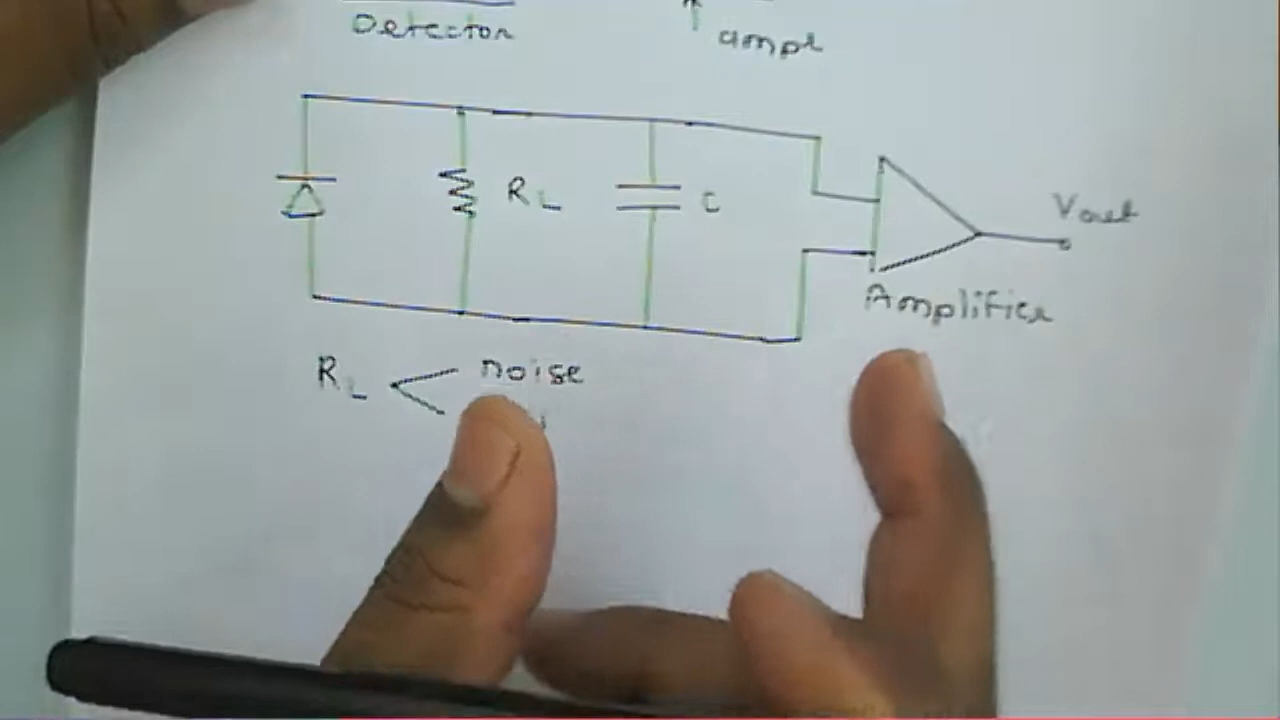 Detector
ampl
RL
C
Vout
Amplifier
RL < noise